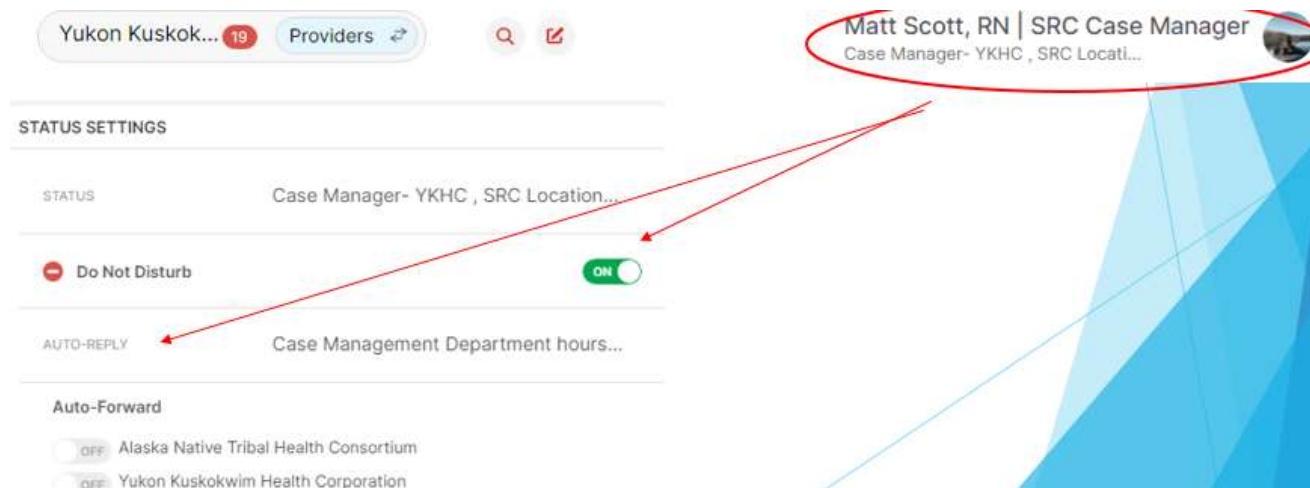 Yukon Kuskok... 19 Providers
Matt Scott, RN | SRC Case Manager
Case Manager- YKHC , SRC Locati...
STATUS SETTINGS
STATUS Case Manager- YKHC , SRC Location...
Do Not Disturb ON
AUTO-REPLY Case Management Department hours...
Auto-Forward
OFF Alaska Native Tribal Health Consortium
OFF Yukon Kuskokwim Health Corporation